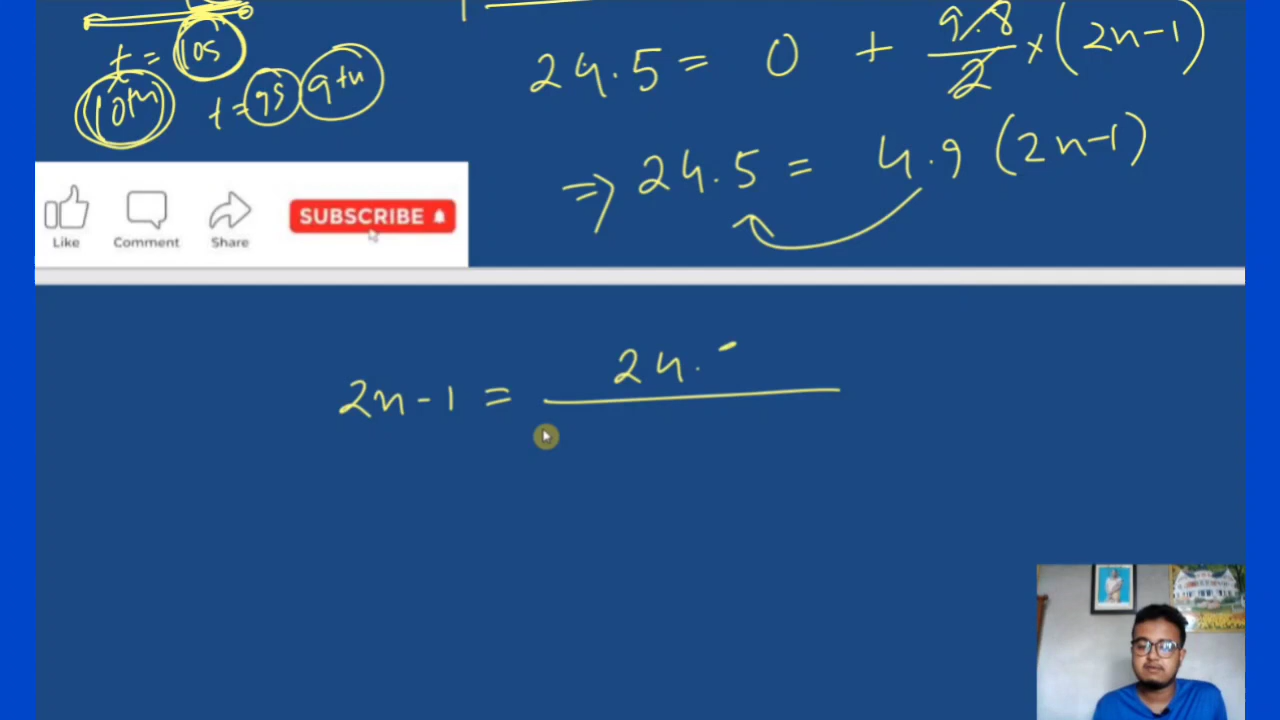 t = 10s
10th
t = 9s 9th
24.5 = 0 + 9.8/2 × (2n-1)
⇒ 24.5 = 4.9 (2n-1)
Like Comment Share SUBSCRIBE
2n-1 = 24.